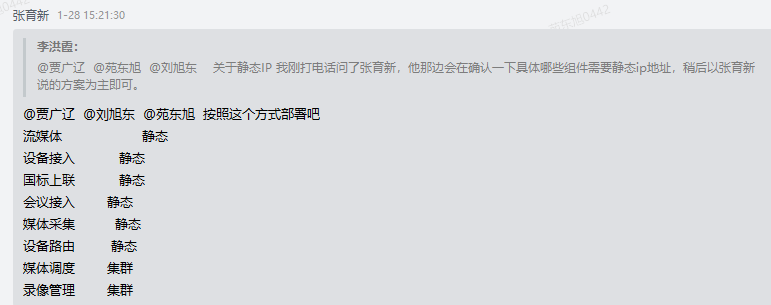 张育新 1-28 15:21:30
李洪霞：
@贾广辽 @苑东旭 @刘旭东 关于静态IP 我刚打电话问了张育新，他那边会在确认一下具体哪些组件需要静态ip地址，稍后以张育新
说的方案为主即可。
@贾广辽 @刘旭东 @苑东旭 按照这个方式部署吧
流媒体 静态
设备接入 静态
国标上联 静态
会议接入 静态
媒体采集 静态
设备路由 静态
媒体调度 集群
录像管理 集群